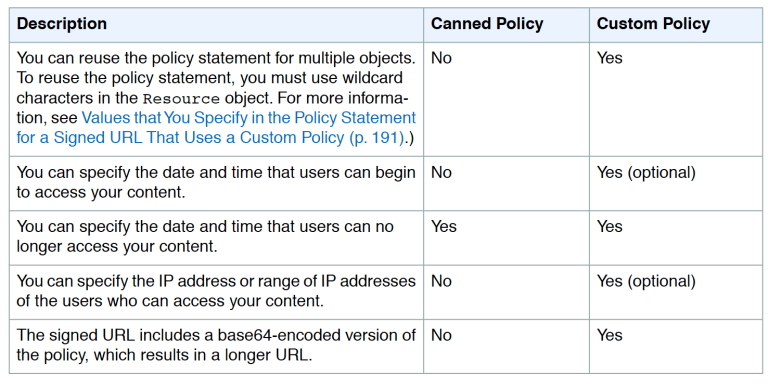 Description Canned Policy Custom Policy
You can reuse the policy statement for multiple objects. No Yes
To reuse the policy statement, you must use wildcard
characters in the Resource object. For more informa-
tion, see Values that You Specify in the Policy Statement
for a Signed URL That Uses a Custom Policy (p. 191).)
You can specify the date and time that users can begin No Yes (optional)
to access your content.
You can specify the date and time that users can no Yes Yes
longer access your content.
You can specify the IP address or range of IP addresses No Yes (optional)
of the users who can access your content.
The signed URL includes a base64-encoded version of No Yes
the policy, which results in a longer URL.